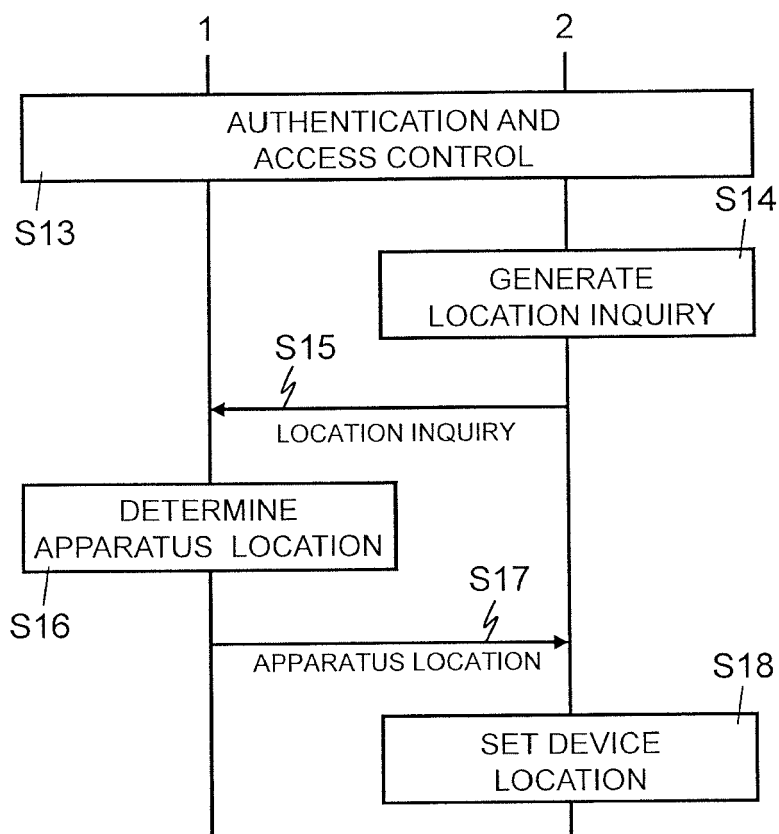 1
2
AUTHENTICATION AND
ACCESS CONTROL
S13
S14
GENERATE
LOCATION INQUIRY
S15
LOCATION INQUIRY
DETERMINE
APPARATUS LOCATION
S16
S17
APPARATUS LOCATION
S18
SET DEVICE
LOCATION